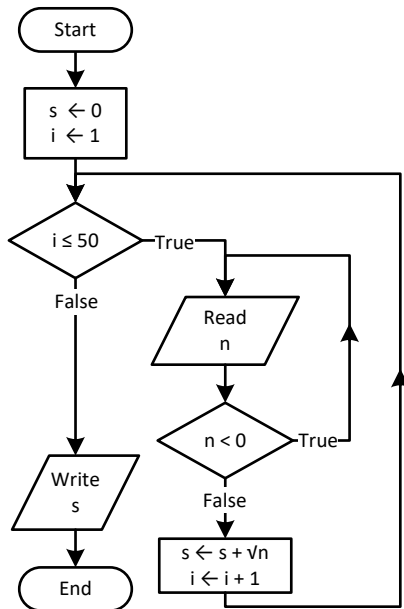 Start
s ← 0
i ← 1
i ≤ 50
True
False
Read
n
n < 0
True
False
s ← s + √n
i ← i + 1
Write
s
End